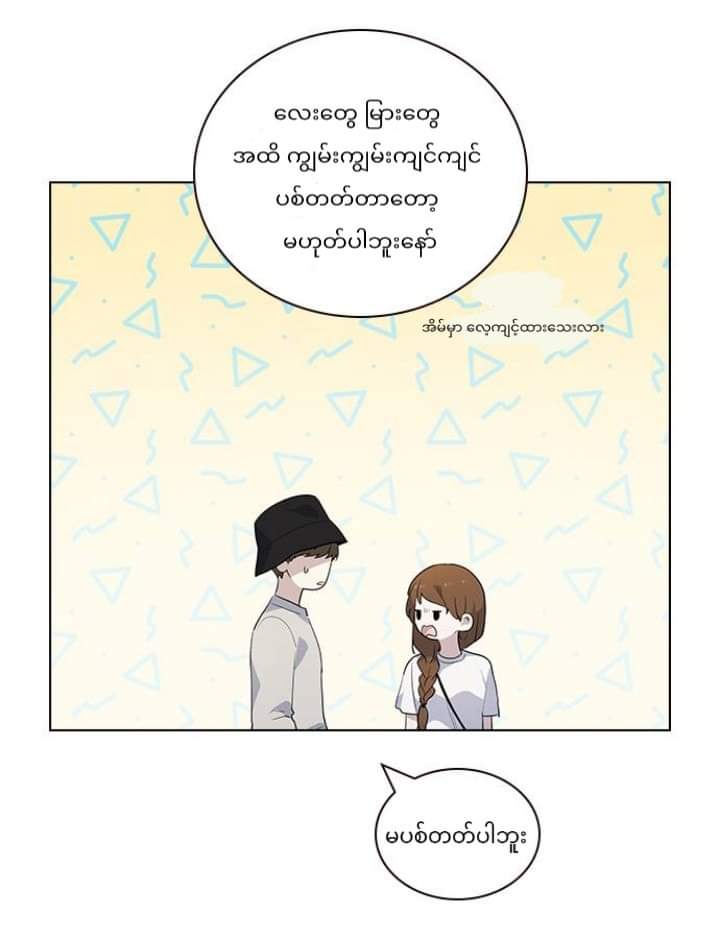 လေးတွေ မြားတွေ
အထိ ကျွမ်းကျွမ်းကျင်ကျင်
ပစ်တတ်တာတော့
မဟုတ်ပါဘူးနော်
အိမ်မှာ လေ့ကျင့်ထားသေးလား
မပစ်တတ်ပါဘူး